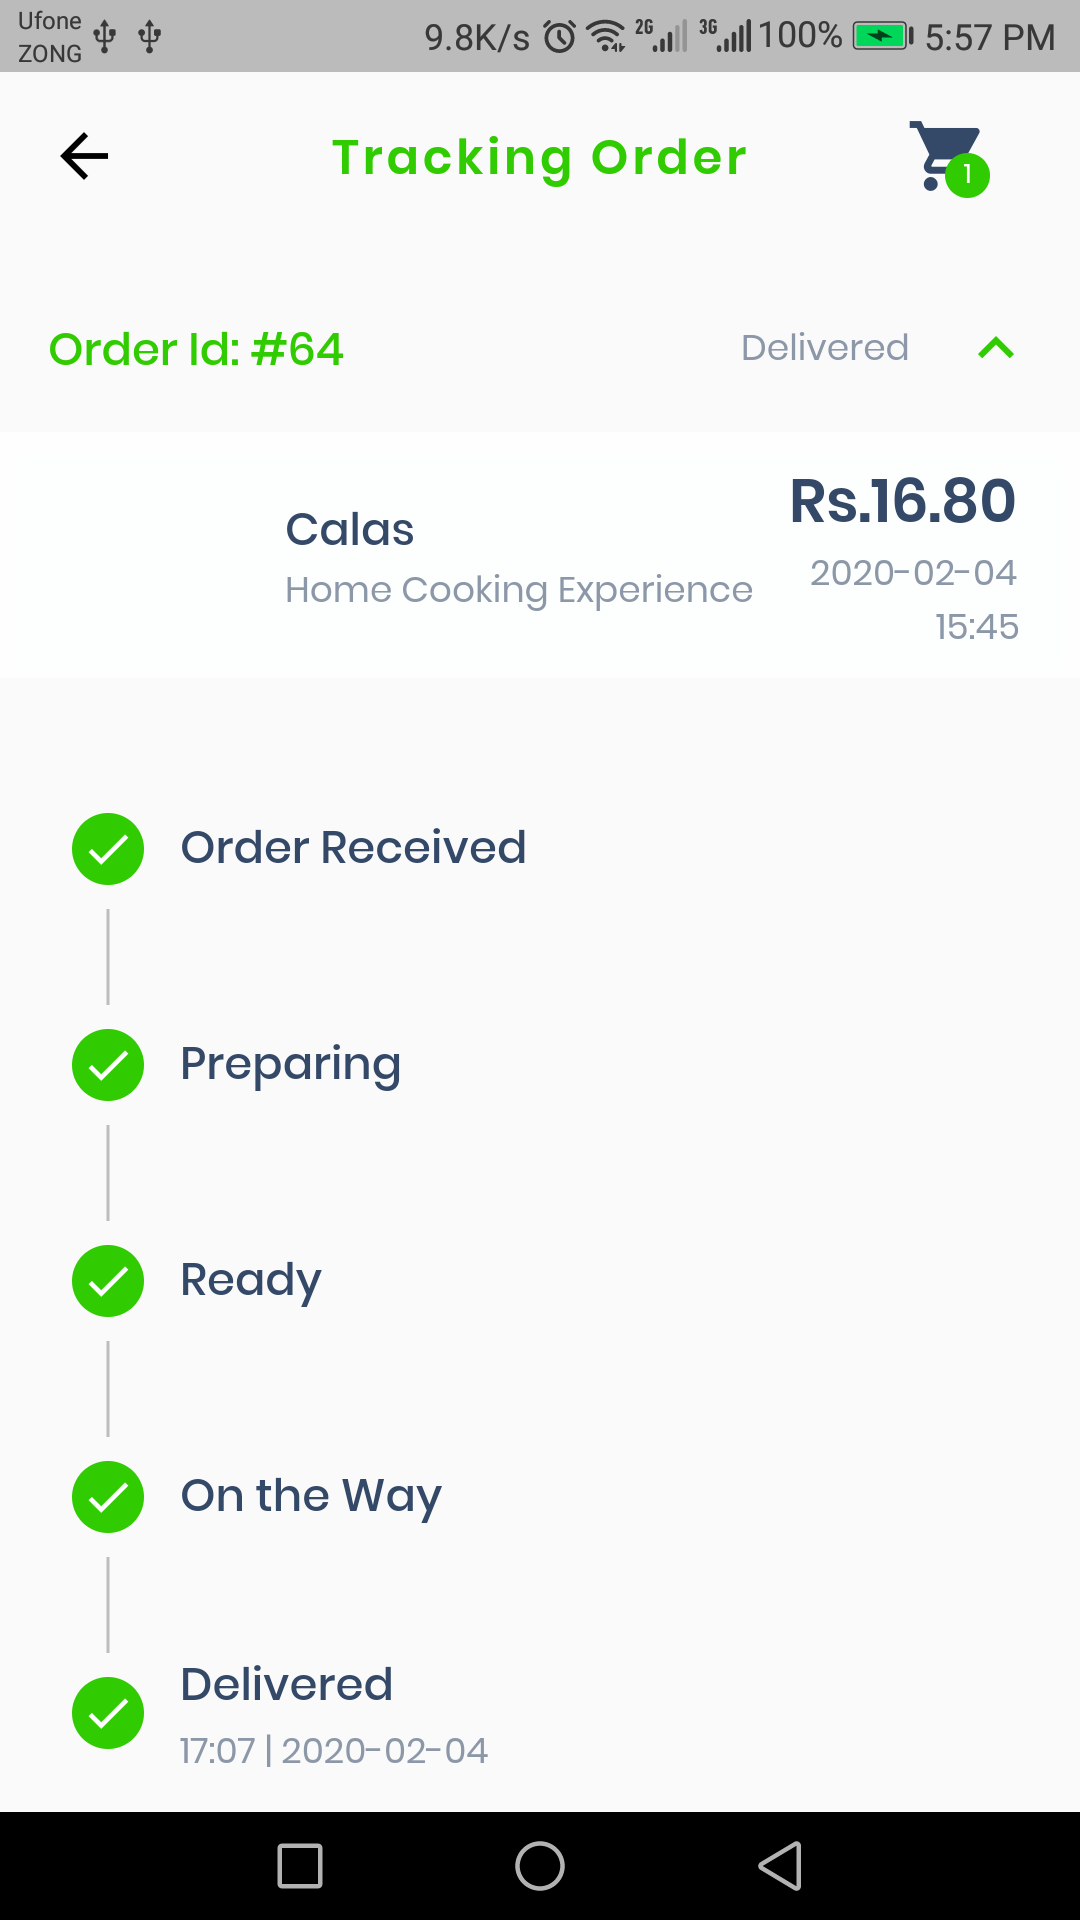 Ufone
ZONG
9.8K/s 2G 3G 100% 5:57 PM
Tracking Order
1
Order Id: #64 Delivered
Calas
Home Cooking Experience
Rs.16.80
2020-02-04
15:45
Order Received
Preparing
Ready
On the Way
Delivered
17:07 | 2020-02-04